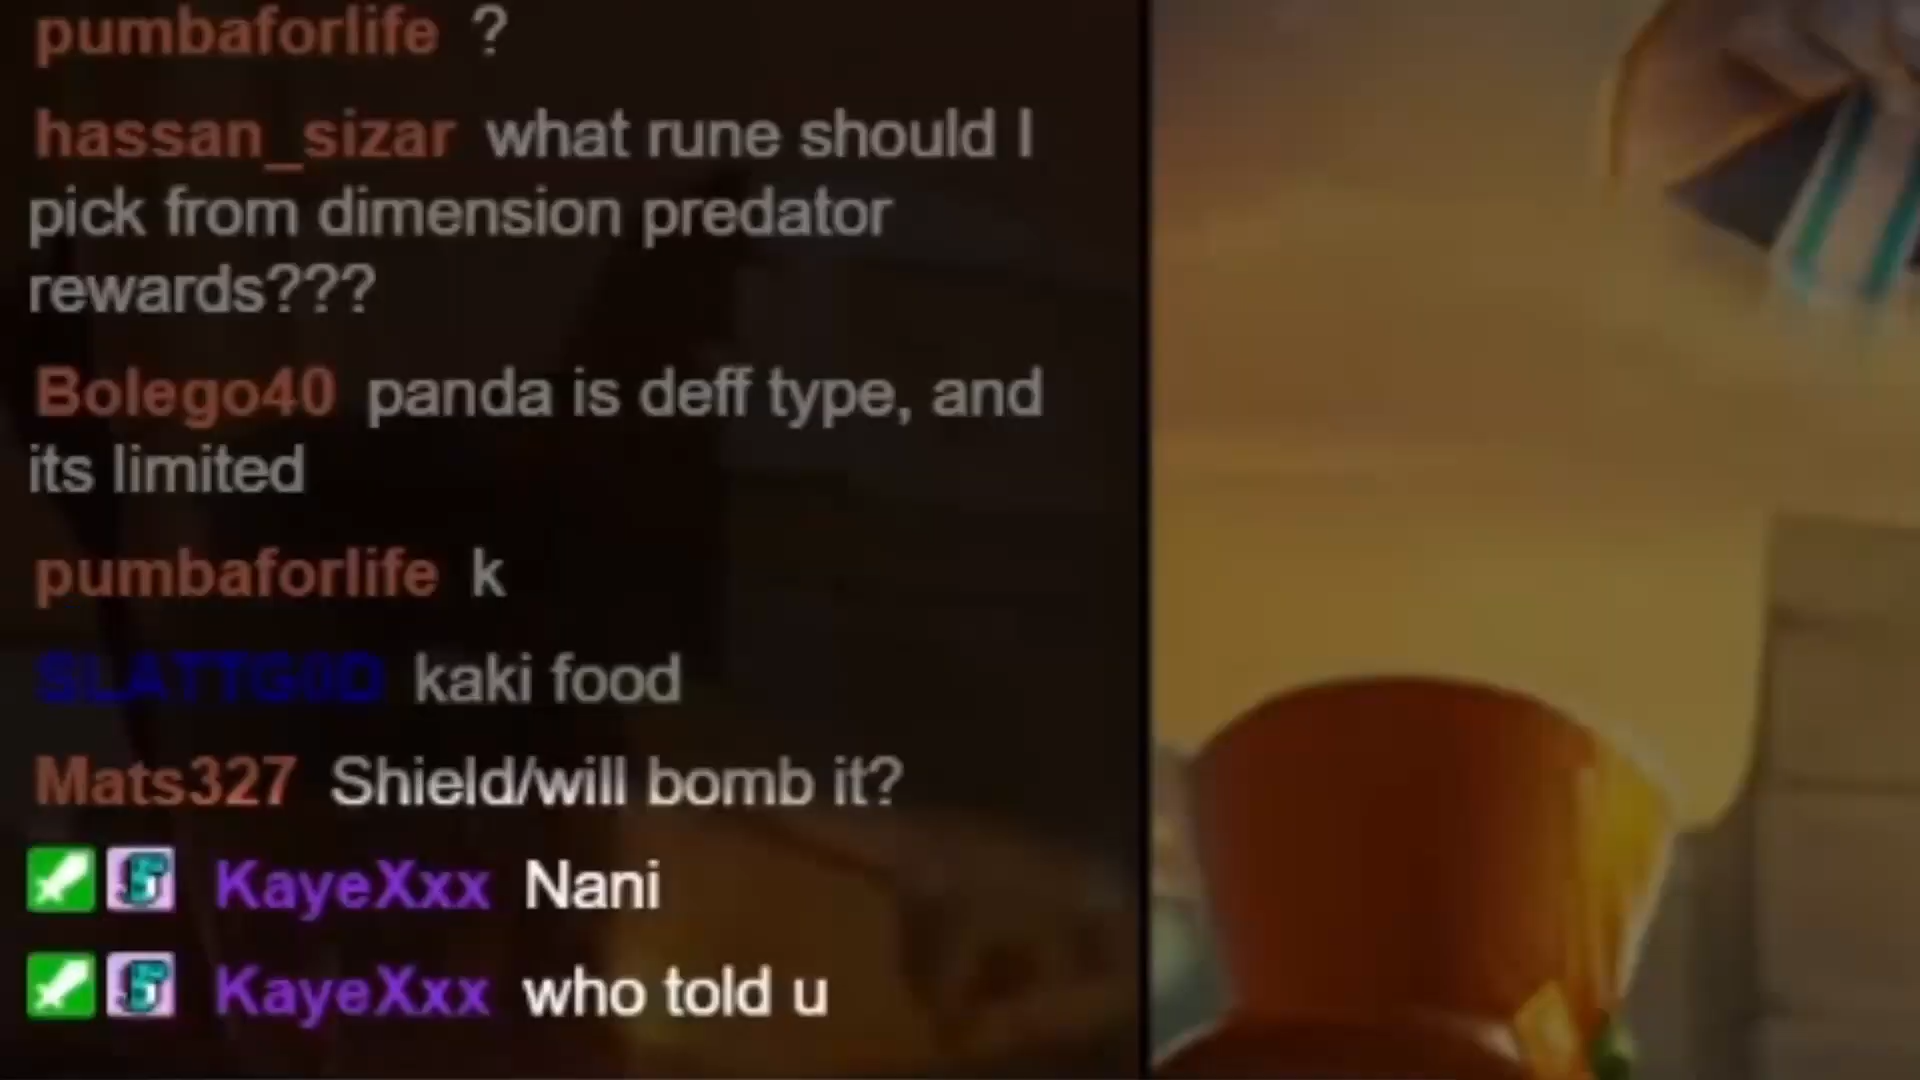 pumbaforlife ?
hassan_sizar what rune should I
pick from dimension predator
rewards???
Bolego40 panda is deff type, and
its limited
pumbaforlife k
SLATTG0D kaki food
Mats327 Shield/will bomb it?
KayeXxx Nani
KayeXxx who told u